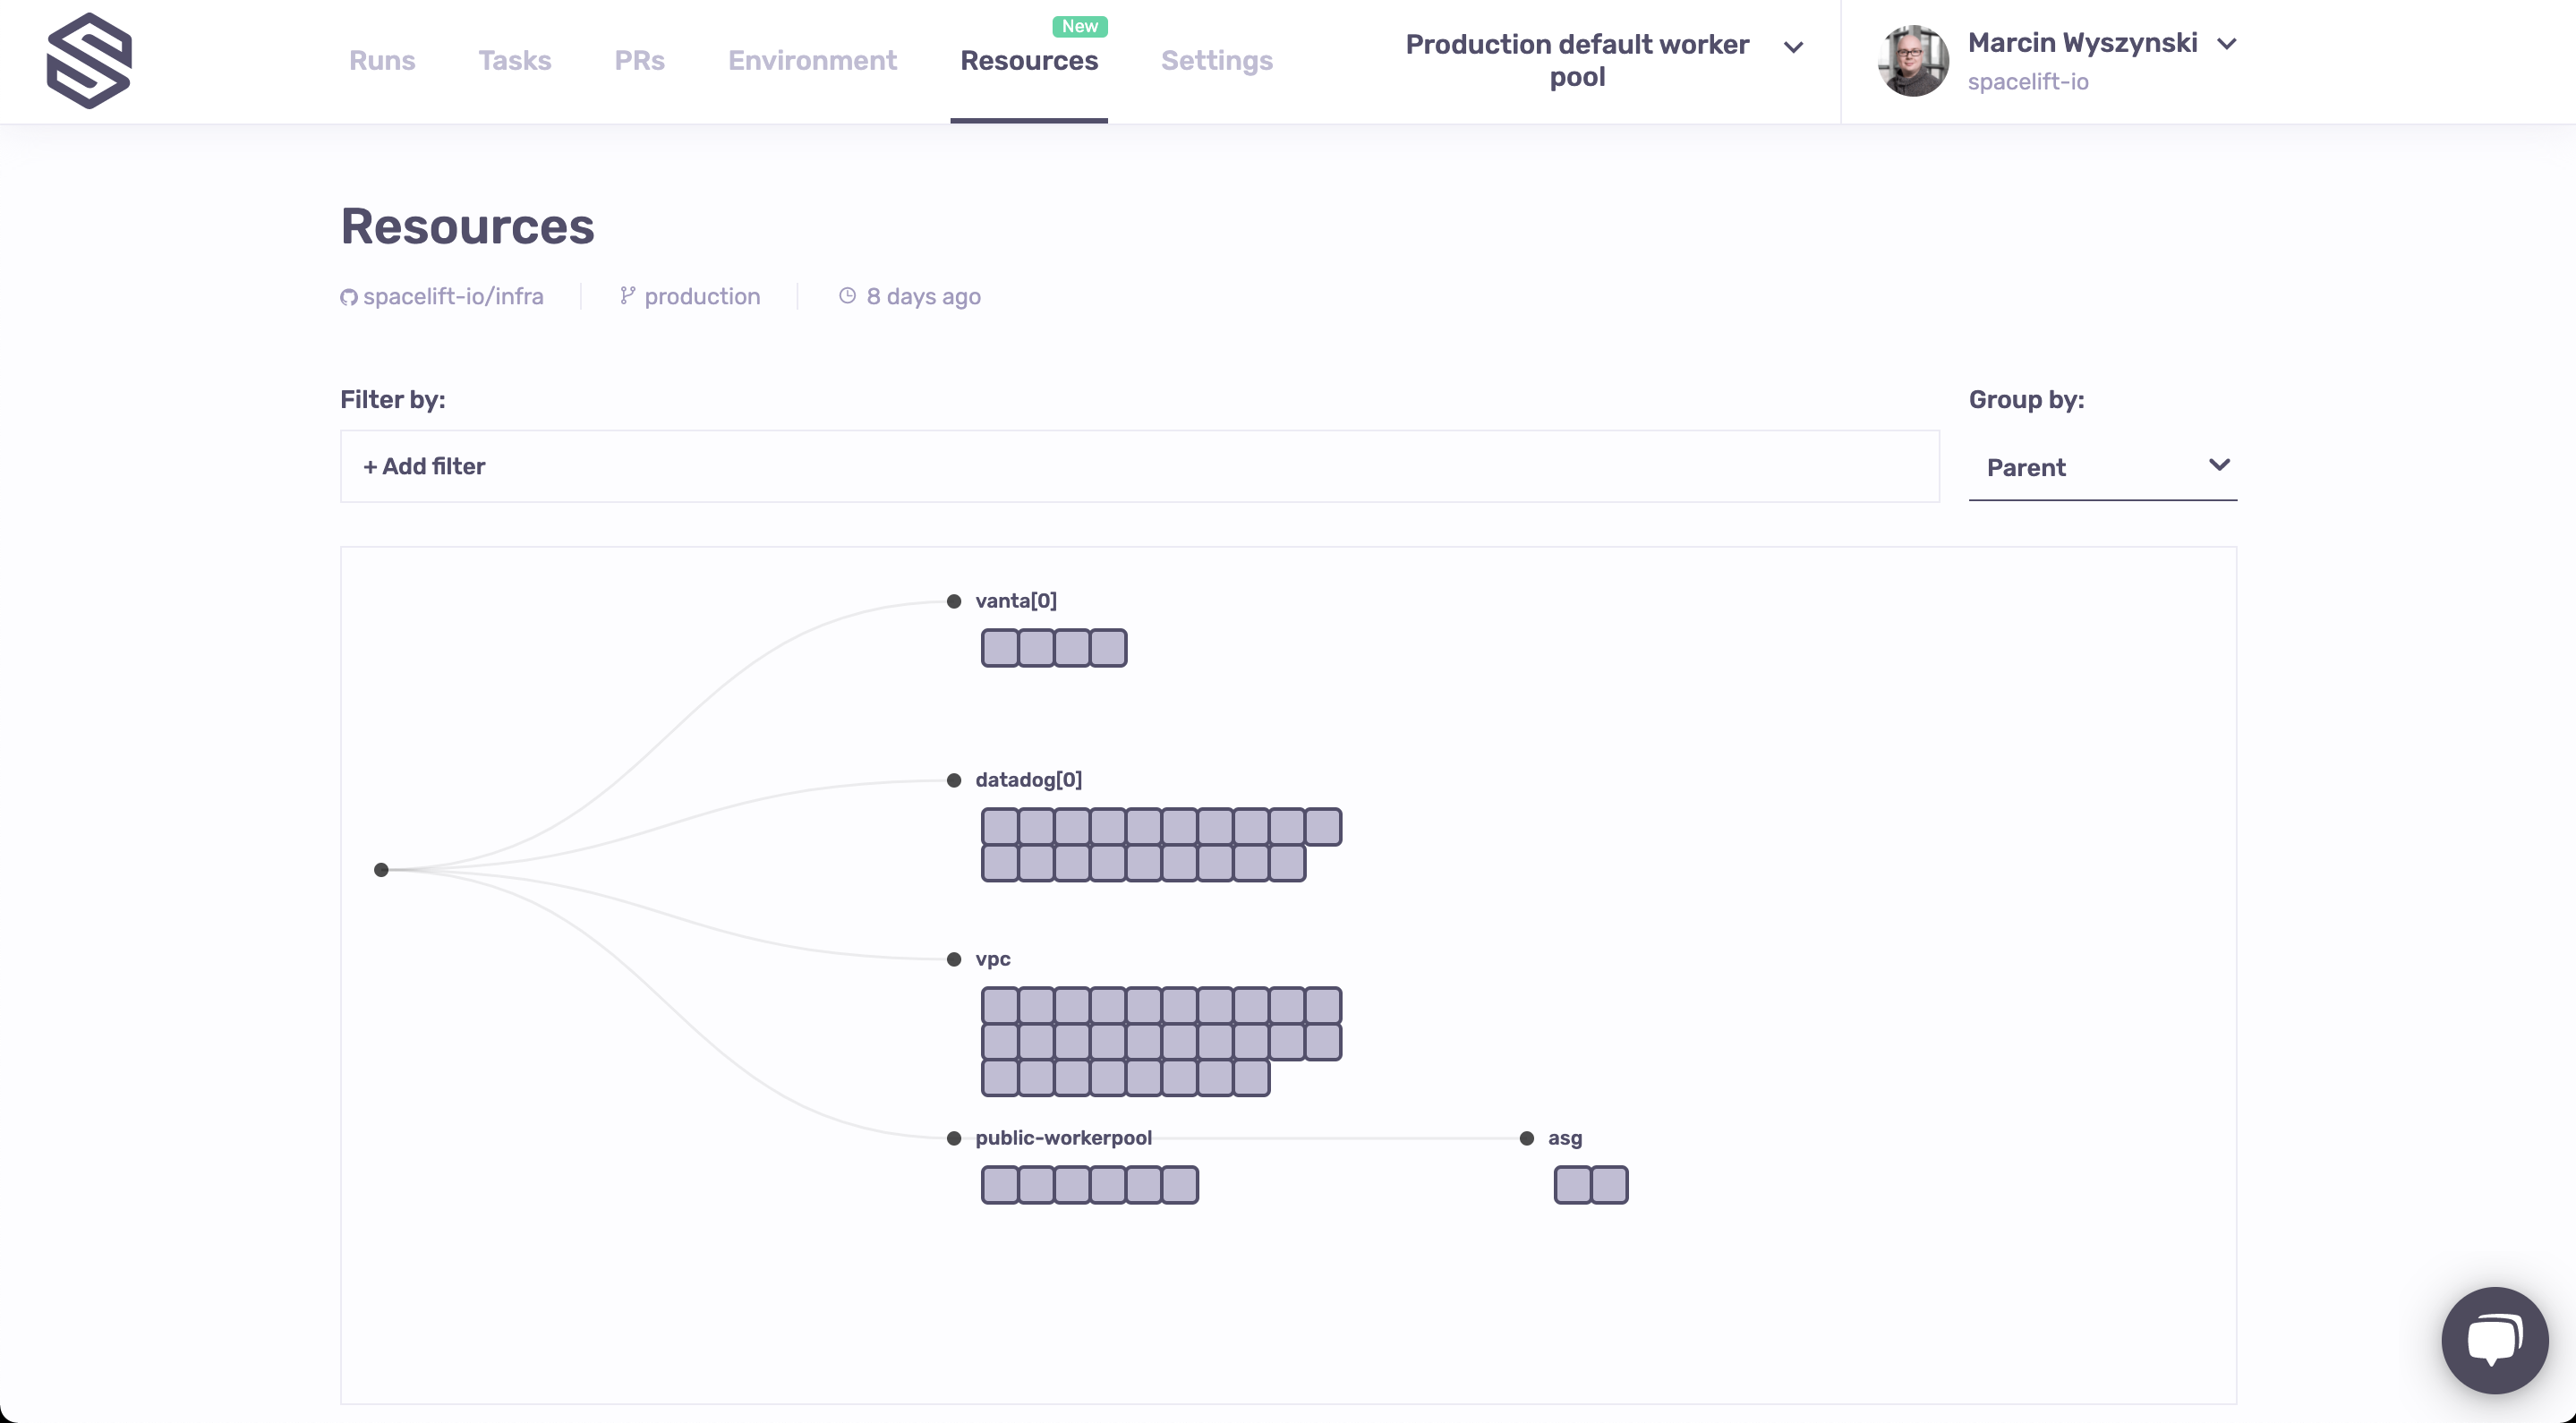 New
Runs Tasks PRs Environment Resources Settings
Production default worker
pool
Marcin Wyszynski
spacelift-io
Resources
spacelift-io/infra production 8 days ago
Filter by:
Group by:
+ Add filter
Parent
vanta[0]
datadog[0]
vpc
public-workerpool
asg